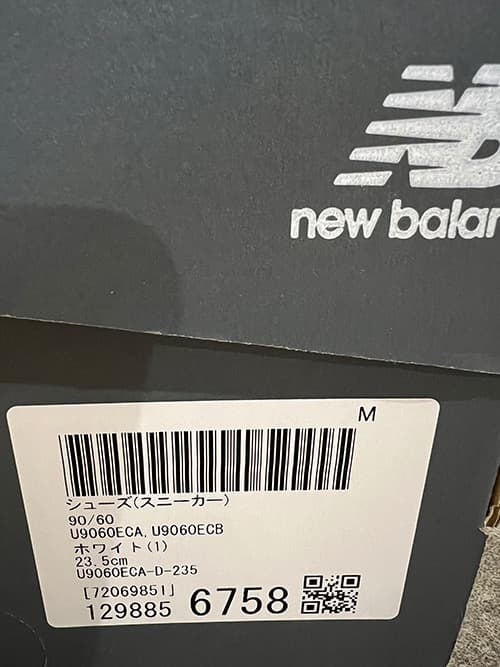 new balan
M
シューズ(スニーカー)
90/60
U9060ECA, U9060ECB
ホワイト(1)
23.5cm
U9060ECA-D-235
[72069851]
129885 6758